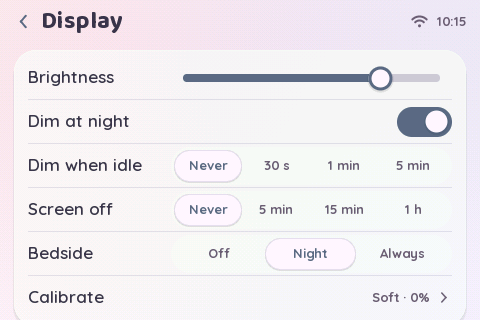 Display
10:15
Brightness
Dim at night
Dim when idle Never 30 s 1 min 5 min
Screen off Never 5 min 15 min 1 h
Bedside Off Night Always
Calibrate Soft · 0%